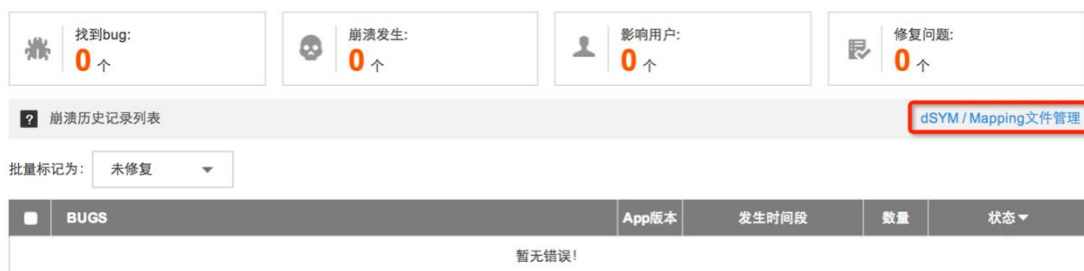 找到bug:
0 个
崩溃发生:
0 个
影响用户:
0 个
修复问题:
0 个
? 崩溃历史记录列表 dSYM / Mapping文件管理
批量标记为: 未修复
BUGS App版本 发生时间段 数量 状态
暂无错误!